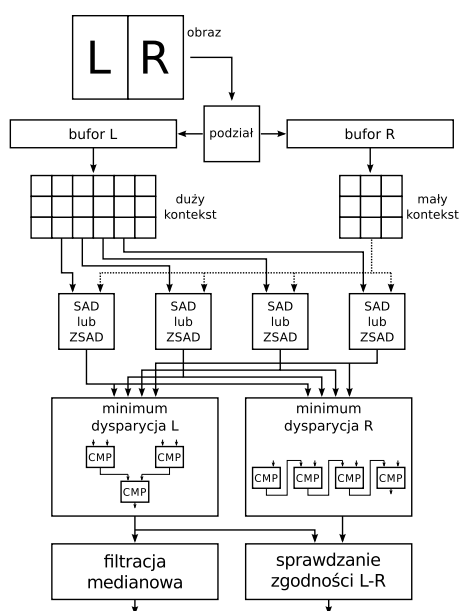 L R
obraz
podział
bufor L
bufor R
duży
kontekst
mały
kontekst
SAD
lub
ZSAD
SAD
lub
ZSAD
SAD
lub
ZSAD
SAD
lub
ZSAD
minimum
dysparycja L
CMP CMP
CMP
minimum
dysparycja R
CMP CMP CMP CMP
filtracja
medianowa
sprawdzanie
zgodności L-R